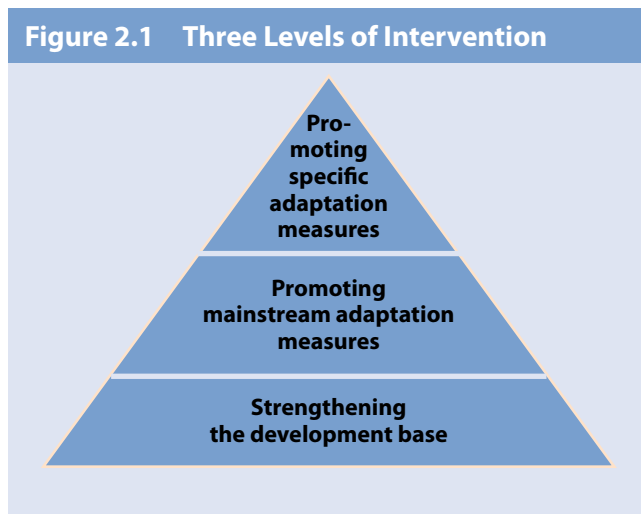 Figure 2.1 Three Levels of Intervention
Pro-
moting
specific
adaptation
measures
Promoting
mainstream adaptation
measures
Strengthening
the development base